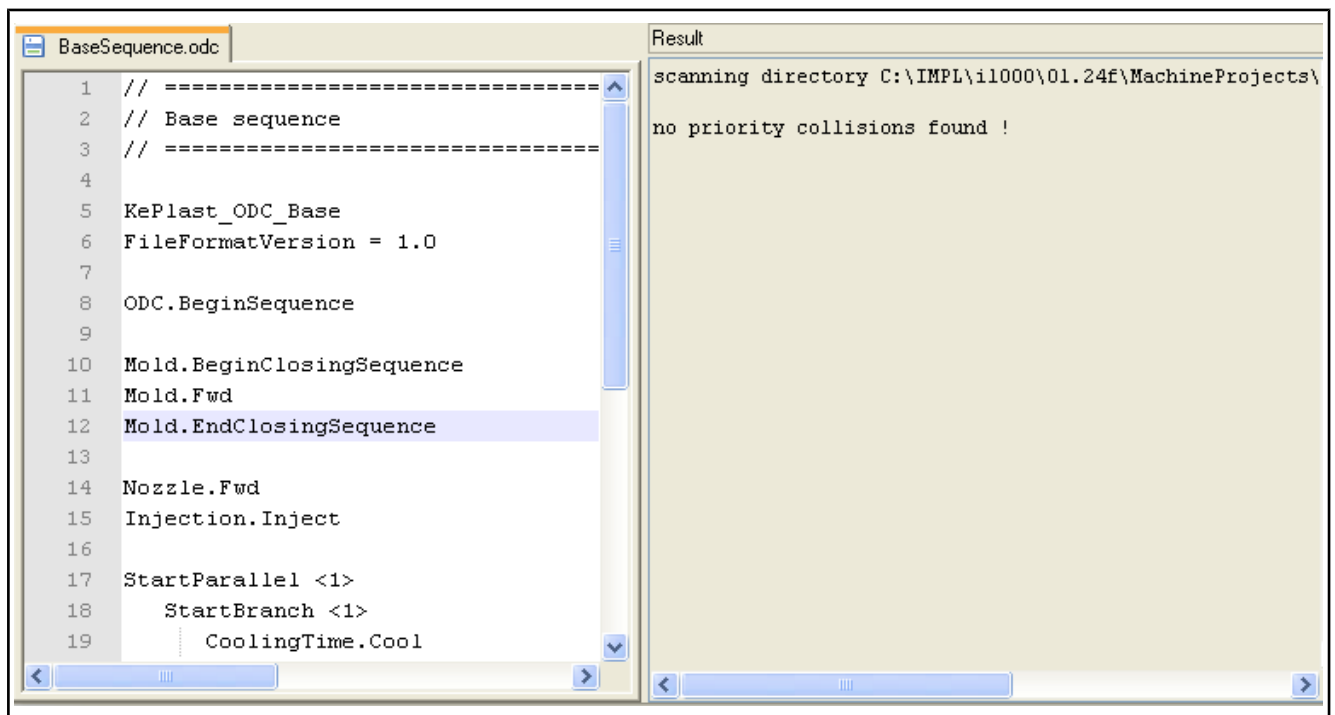 BaseSequence.odc
1 // ================================
2 // Base sequence
3 // ================================
4
5 KePlast_ODC_Base
6 FileFormatVersion = 1.0
7
8 ODC.BeginSequence
9
10 Mold.BeginClosingSequence
11 Mold.Fwd
12 Mold.EndClosingSequence
13
14 Nozzle.Fwd
15 Injection.Inject
16
17 StartParallel <1>
18 StartBranch <1>
19 CoolingTime.Cool
Result
scanning directory C:\IMPL\i1000\01.24f\MachineProjects\
no priority collisions found !